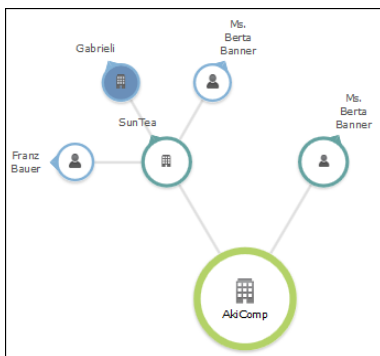 Gabrieli
Ms.
Berta
Banner
SunTea
Ms.
Berta
Banner
Franz
Bauer
AkiComp